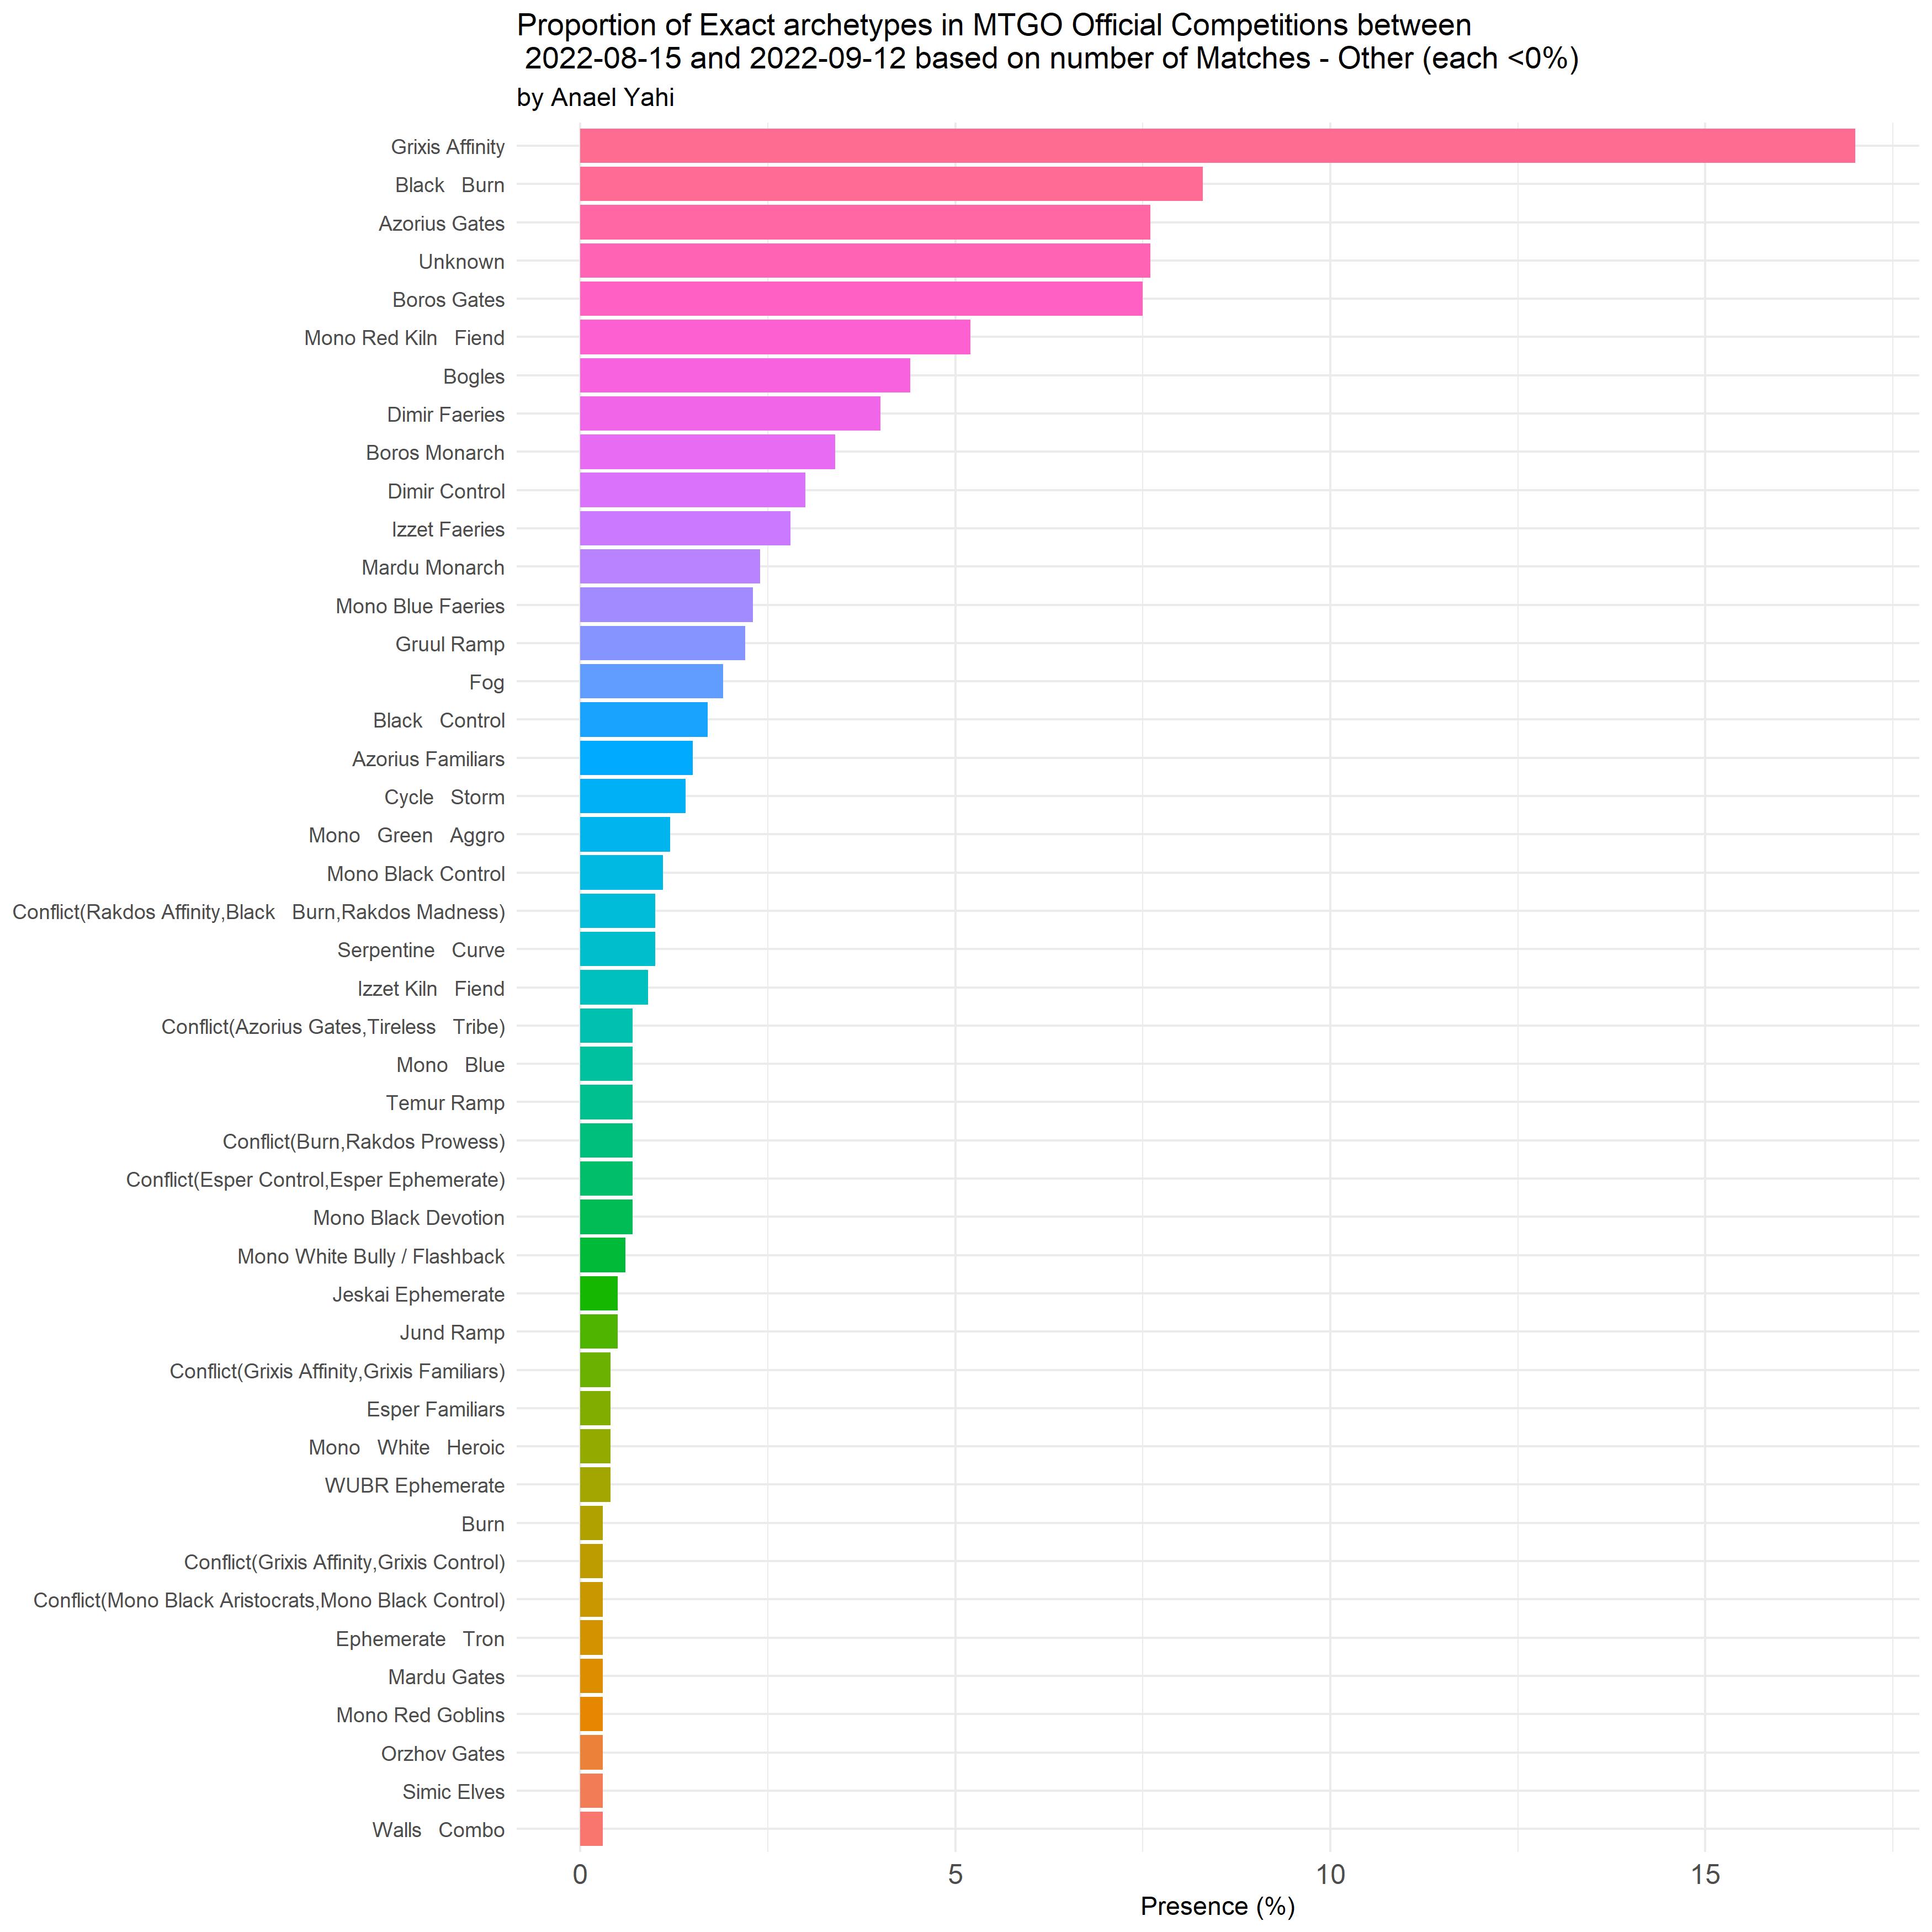 Proportion of Exact archetypes in MTGO Official Competitions between
2022-08-15 and 2022-09-12 based on number of Matches - Other (each <0%)
by Anael Yahi
Grixis Affinity
Black   Burn
Azorius Gates
Unknown
Boros Gates
Mono Red Kiln   Fiend
Bogles
Dimir Faeries
Boros Monarch
Dimir Control
Izzet Faeries
Mardu Monarch
Mono Blue Faeries
Gruul Ramp
Fog
Black   Control
Azorius Familiars
Cycle   Storm
Mono   Green   Aggro
Mono Black Control
Conflict(Rakdos Affinity,Black   Burn,Rakdos Madness)
Serpentine   Curve
Izzet Kiln   Fiend
Conflict(Azorius Gates,Tireless   Tribe)
Mono   Blue
Temur Ramp
Conflict(Burn,Rakdos Prowess)
Conflict(Esper Control,Esper Ephemerate)
Mono Black Devotion
Mono White Bully / Flashback
Jeskai Ephemerate
Jund Ramp
Conflict(Grixis Affinity,Grixis Familiars)
Esper Familiars
Mono   White   Heroic
WUBR Ephemerate
Burn
Conflict(Grixis Affinity,Grixis Control)
Conflict(Mono Black Aristocrats,Mono Black Control)
Ephemerate   Tron
Mardu Gates
Mono Red Goblins
Orzhov Gates
Simic Elves
Walls   Combo
0 5 10 15
Presence (%)